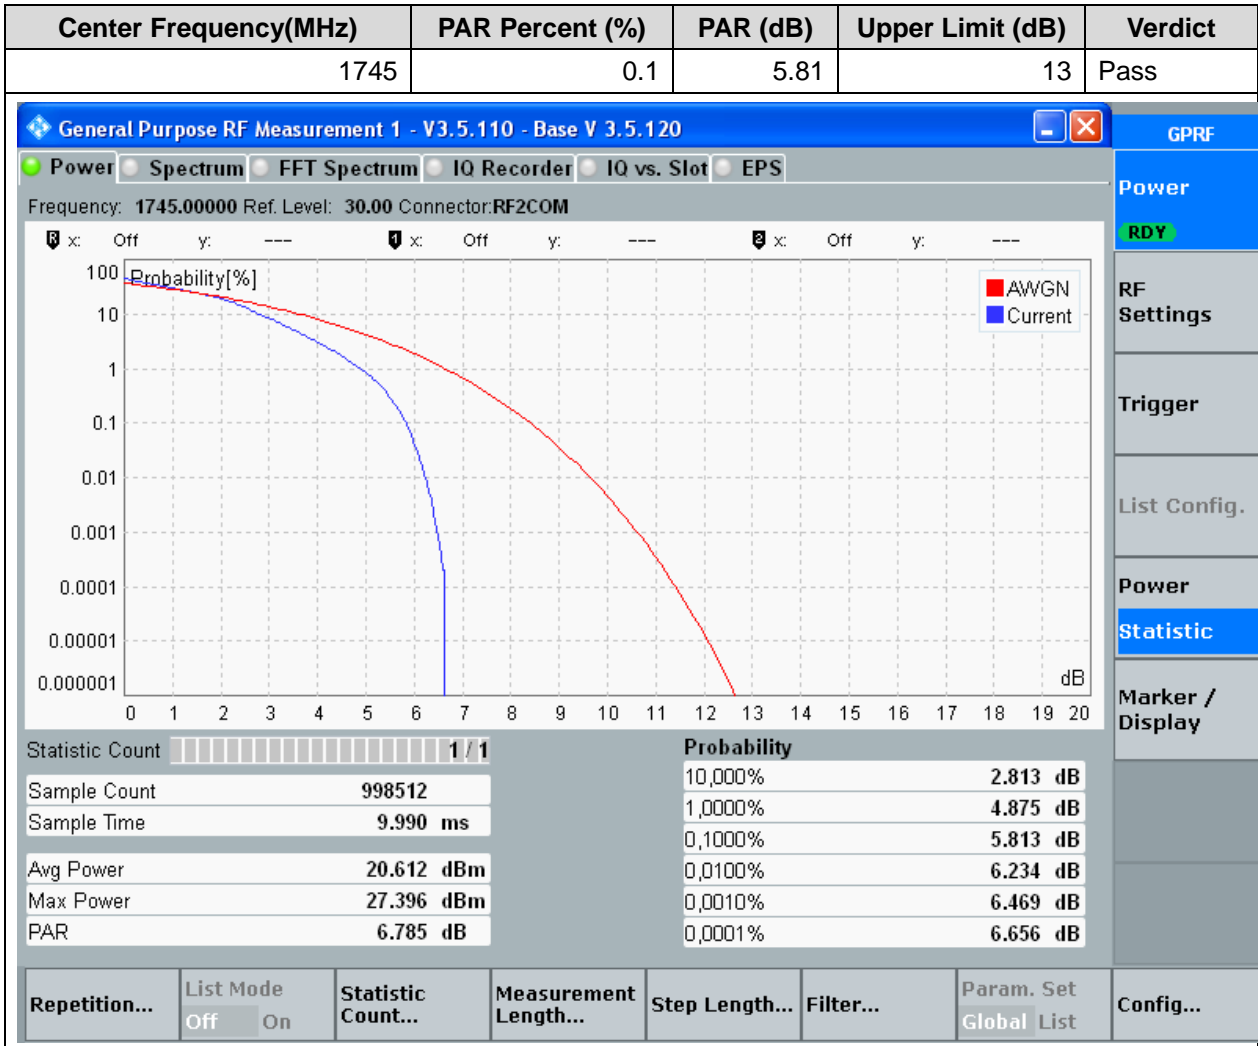 Center Frequency(MHz) PAR Percent (%) PAR (dB) Upper Limit (dB) Verdict
1745 0.1 5.81 13 Pass
General Purpose RF Measurement 1 - V3.5.110 - Base V 3.5.120
GPRF
Power Spectrum FFT Spectrum IQ Recorder IQ vs. Slot EPS
Power
RDY
Frequency: 1745.00000 Ref. Level: 30.00 Connector:RF2COM
R x: Off y: --- 1 x: Off y: --- 2 x: Off y: ---
Probability[%]
AWGN
Current
100
10
1
0.1
0.01
0.001
0.0001
0.00001
0.000001
dB
0 1 2 3 4 5 6 7 8 9 10 11 12 13 14 15 16 17 18 19 20
RF
Settings
Trigger
List Config.
Power
Statistic
Marker /
Display
Statistic Count 1 / 1
Sample Count 998512
Sample Time 9.990 ms
Avg Power 20.612 dBm
Max Power 27.396 dBm
PAR 6.785 dB
Probability
10,000% 2.813 dB
1,0000% 4.875 dB
0,1000% 5.813 dB
0,0100% 6.234 dB
0,0010% 6.469 dB
0,0001% 6.656 dB
Repetition...
List Mode
Off On
Statistic
Count...
Measurement
Length...
Step Length...
Filter...
Param. Set
Global List
Config...